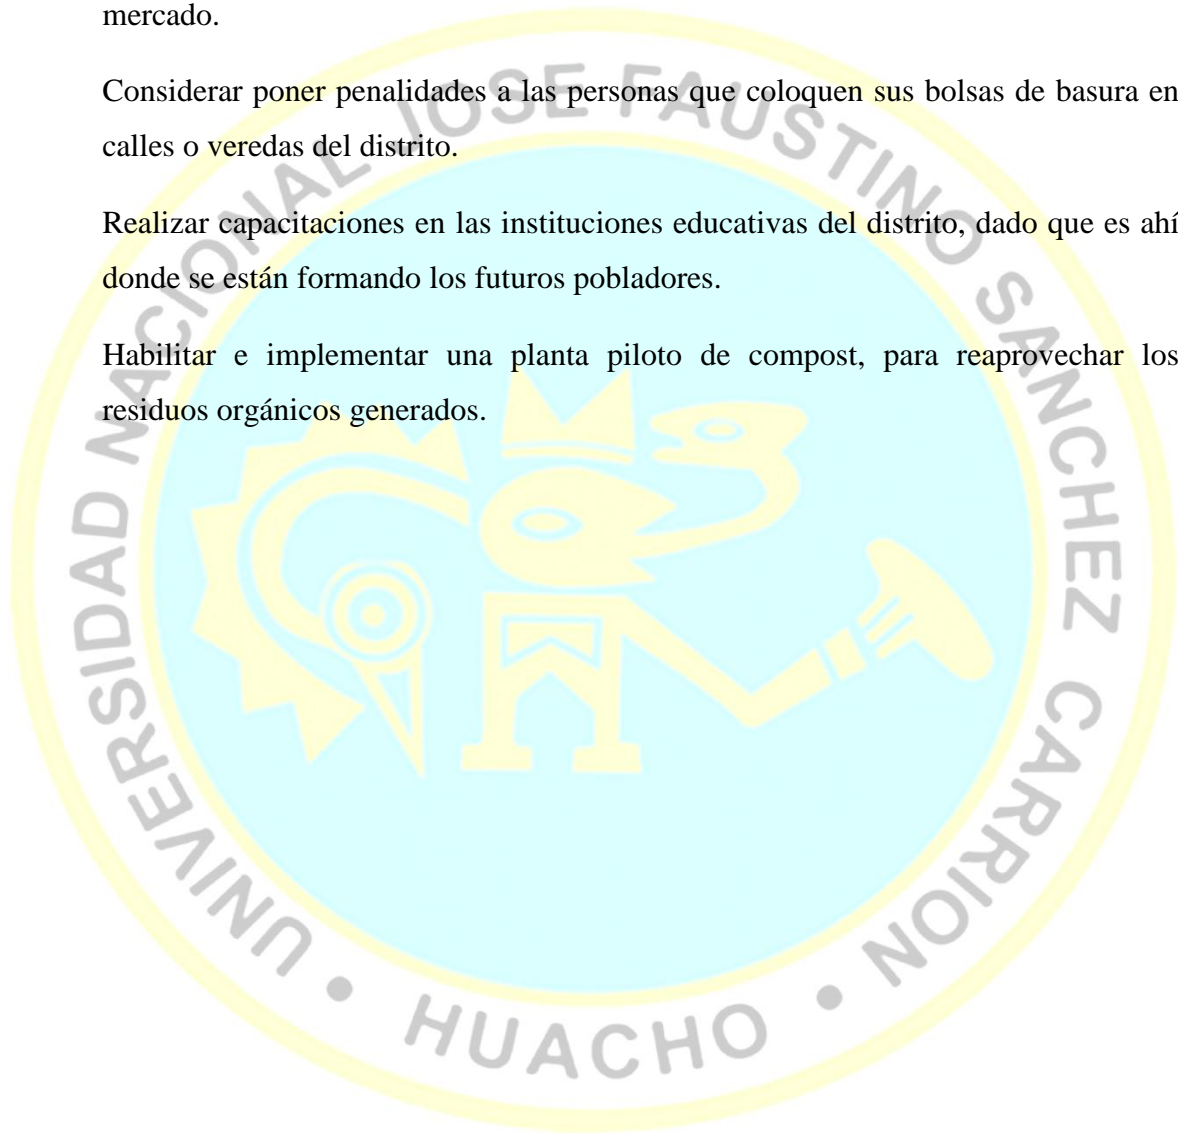 mercado.
Considerar poner penalidades a las personas que coloquen sus bolsas de basura en
calles o veredas del distrito.
Realizar capacitaciones en las instituciones educativas del distrito, dado que es ahí
donde se están formando los futuros pobladores.
Habilitar e implementar una planta piloto de compost, para reaprovechar los
residuos orgánicos generados.
UNIVERSIDAD NACIONAL JOSE FAUSTINO SANCHEZ CARRION • HUACHO •